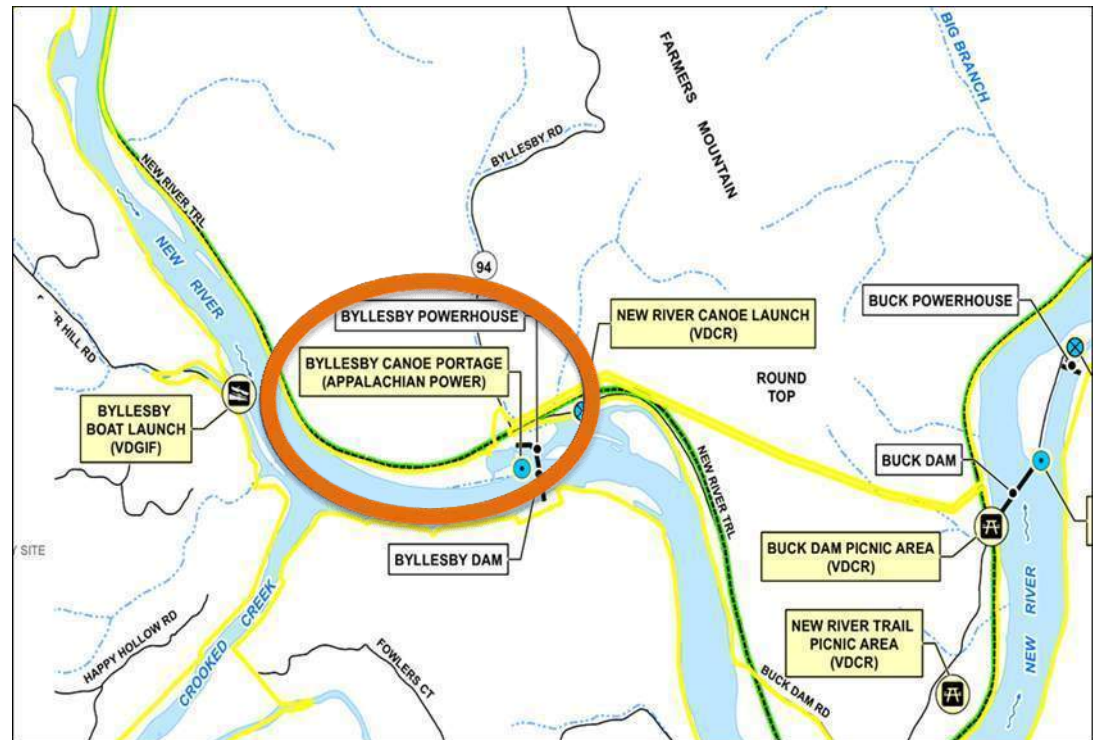 BIG BRANCH
FARMERS
MOUNTAIN
BYLLESBY RD
NEW RIVER TRL
NEW RIVER
94
BYLLESBY POWERHOUSE
NEW RIVER CANOE LAUNCH
(VDCR)
BUCK POWERHOUSE
BYLLESBY CANOE PORTAGE
(APPALACHIAN POWER)
HILL RD
ROUND
TOP
BYLLESBY
BOAT LAUNCH
(VDGIF)
BUCK DAM
NEW RIVER TRL
BYLLESBY DAM
BUCK DAM PICNIC AREA
(VDCR)
SITE
NEW RIVER
NEW RIVER TRAIL
PICNIC AREA
(VDCR)
HAPPY HOLLOW RD
CROOKED CREEK
FOWLERS CT
BUCK DAM RD